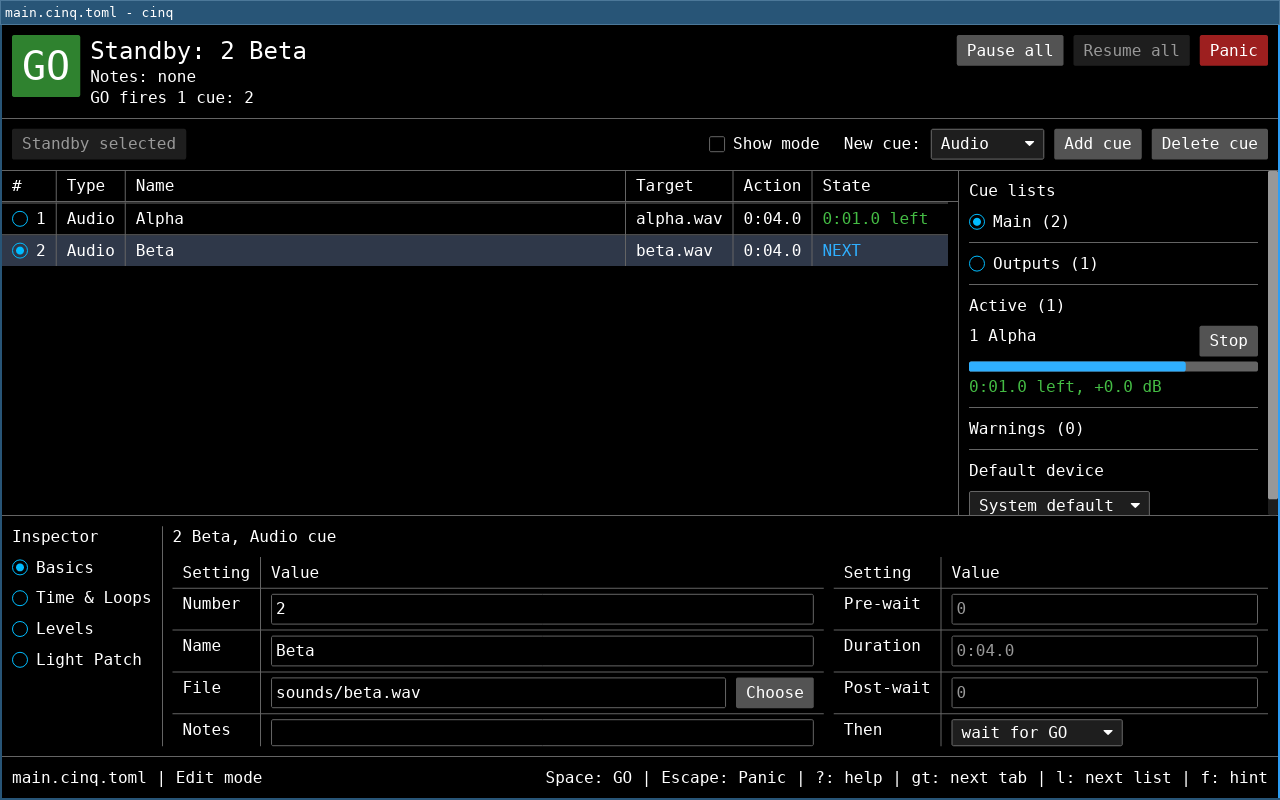 main.cinq.toml - cinq
GO
Standby: 2 Beta
Notes: none
GO fires 1 cue: 2
Pause all
Resume all
Panic
Standby selected
Show mode
New cue:
Audio
Add cue
Delete cue
# Type Name Target Action State
1 Audio Alpha alpha.wav 0:04.0 0:01.0 left
2 Audio Beta beta.wav 0:04.0 NEXT
Cue lists
Main (2)
Outputs (1)
Active (1)
1 Alpha
Stop
0:01.0 left, +0.0 dB
Warnings (0)
Default device
System default
Inspector
Basics
Time & Loops
Levels
Light Patch
2 Beta, Audio cue
Setting Value
Number 2
Name Beta
File sounds/beta.wav Choose
Notes
Setting Value
Pre-wait 0
Duration 0:04.0
Post-wait 0
Then wait for GO
main.cinq.toml | Edit mode
Space: GO | Escape: Panic | ?: help | gt: next tab | l: next list | f: hint